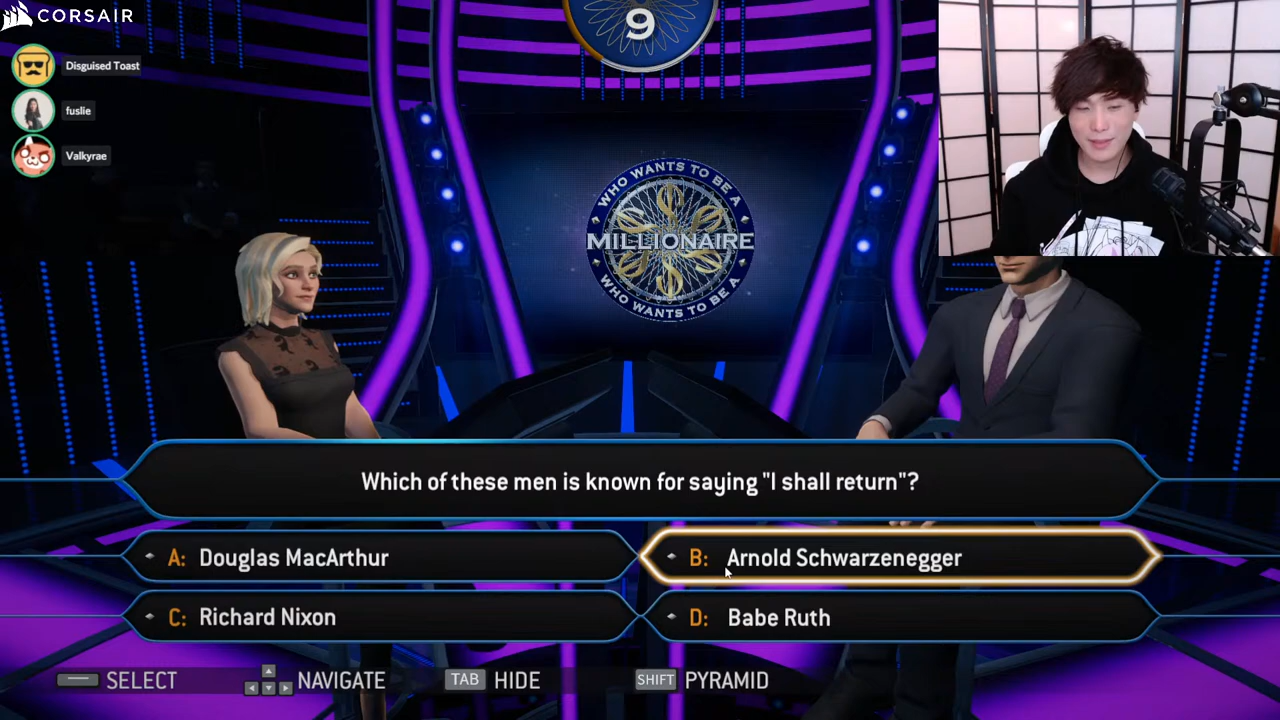 CORSAIR
Disguised Toast
fuslie
Valkyrae
9
WHO WANTS TO BE A
MILLIONAIRE
WHO WANTS TO BE A
Which of these men is known for saying "I shall return"?
A: Douglas MacArthur
B: Arnold Schwarzenegger
C: Richard Nixon
D: Babe Ruth
SELECT
NAVIGATE
TAB HIDE
SHIFT PYRAMID